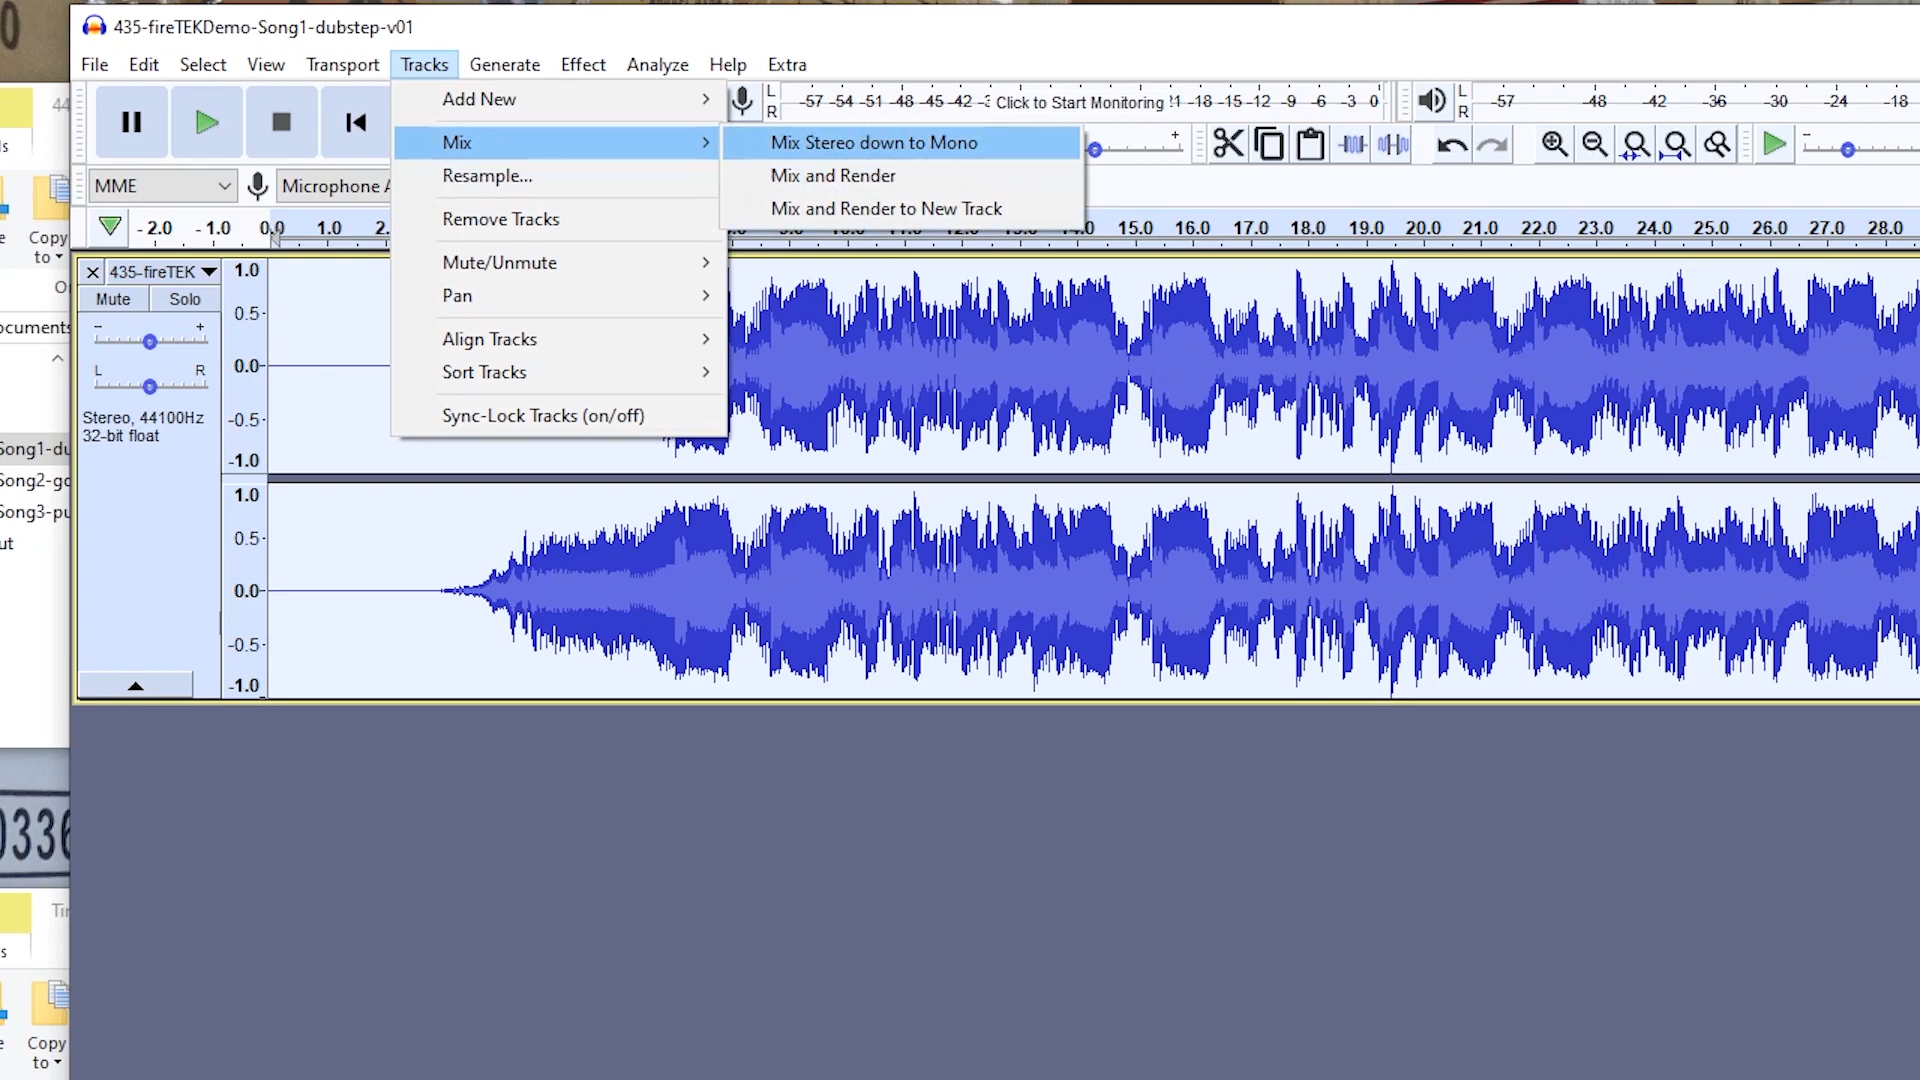 435-fireTEKDemo-Song1-dubstep-v01
File Edit Select View Transport Tracks Generate Effect Analyze Help Extra
Add New
Mix
Resample...
Remove Tracks
Mute/Unmute
Pan
Align Tracks
Sort Tracks
Sync-Lock Tracks (on/off)
Mix Stereo down to Mono
Mix and Render
Mix and Render to New Track
L
R
-57 -54 -51 -48 -45 -42 Click to Start Monitoring -18 -15 -12 -9 -6 -3 0
L
R
-57 -48 -42 -36 -30 -24 -18
- +
MME
Microphone
-2.0 -1.0 0.0 1.0 15.0 16.0 17.0 18.0 19.0 20.0 21.0 22.0 23.0 24.0 25.0 26.0 27.0 28.0
435-fireTEK
Mute Solo
- +
L R
Stereo, 44100Hz
32-bit float
1.0
0.5
0.0
-0.5
-1.0
1.0
0.5
0.0
-0.5
-1.0
44
Copy
to
ocuments
Song1-du
Song2-gc
Song3-pu
ut
0336
Copy
to